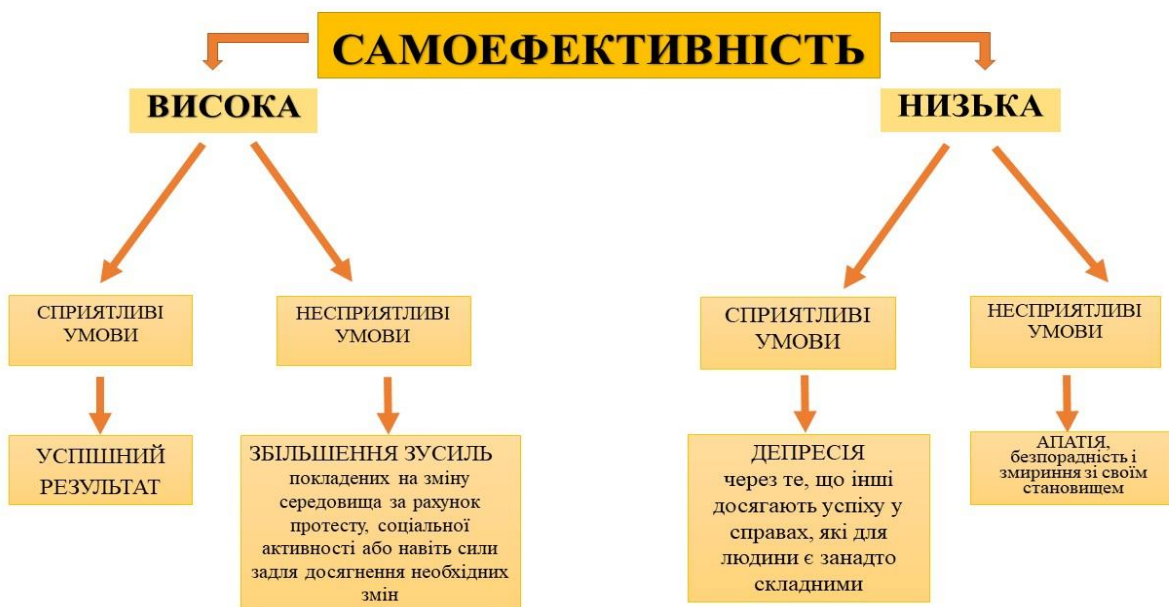 САМОЕФЕКТИВНІСТЬ
ВИСОКА
НИЗЬКА
СПРИЯТЛИВІ
УМОВИ
НЕСПРИЯТЛИВІ
УМОВИ
СПРИЯТЛИВІ
УМОВИ
НЕСПРИЯТЛИВІ
УМОВИ
УСПІШНИЙ
РЕЗУЛЬТАТ
ЗБІЛЬШЕННЯ ЗУСИЛЬ
покладених на зміну
середовища за рахунок
протесту, соціальної
активності або навіть сили
задля досягнення необхідних
змін
ДЕПРЕСІЯ
через те, що інші
досягають успіху у
справах, які для
людини є занадто
складними
АПАТІЯ,
безпорадність і
змириння зі своїм
становищем